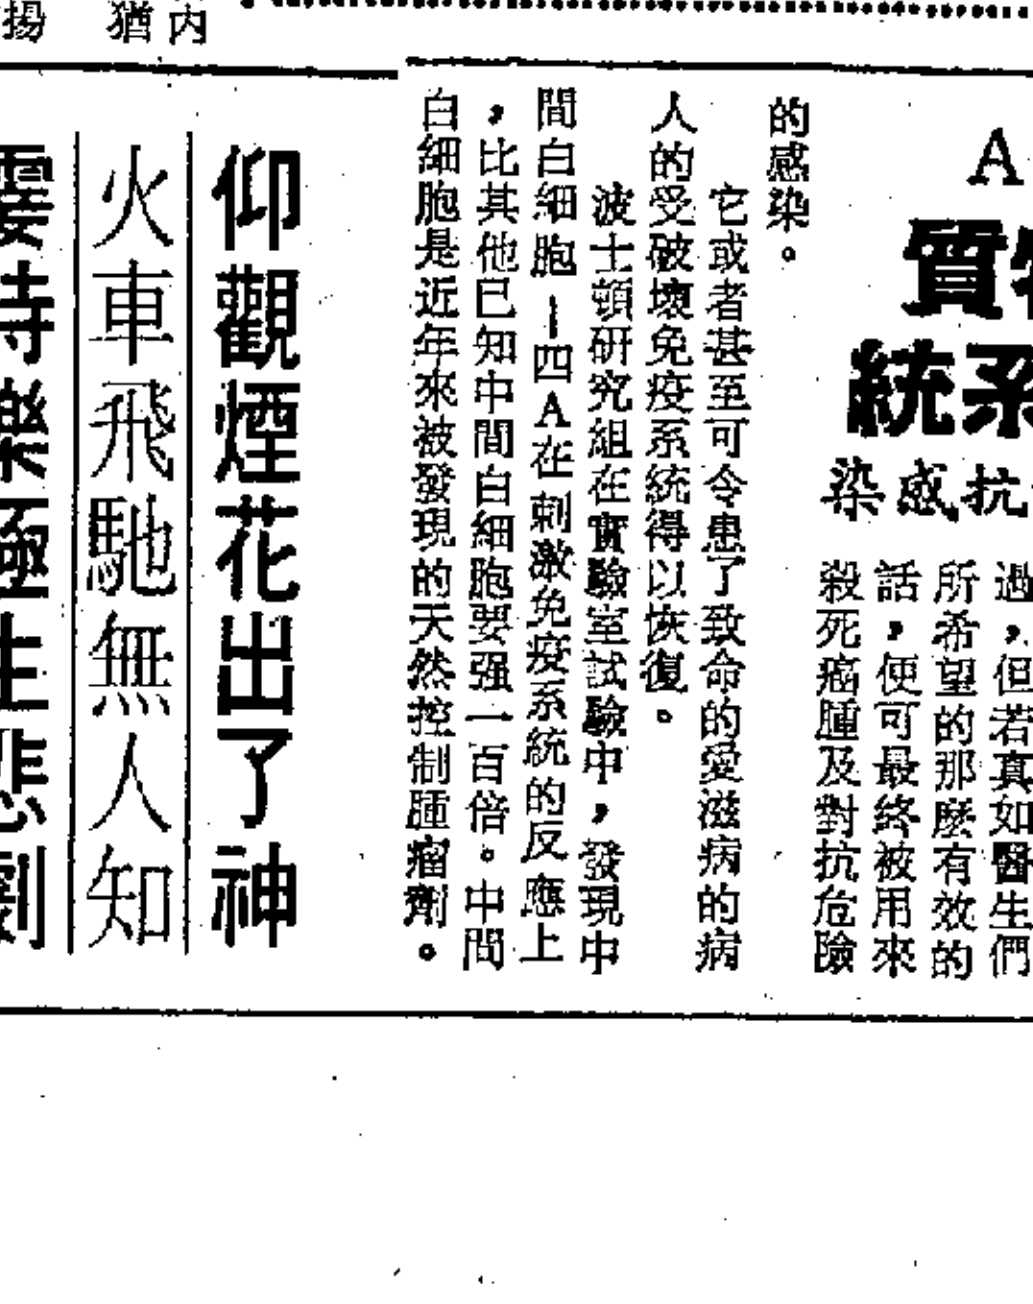 內
猶
揚
A
質
系統
抗感染
過，但若真如醫生們
所希望的那麼有效的
話，便可最終被用來
殺死癌腫及對抗危險
的感染。
它或者甚至可令患了致命的愛滋病的病
人的受破壞免疫系統得以恢復。
波士頓研究組在實驗室試驗中，發現中
間白細胞—四A在刺激免疫系統的反應上
，比其他已知中間白細胞要强一百倍。中間
白細胞是近年來被發現的天然控制腫瘤劑。
仰觀煙花出了神
火車飛馳無人知
霎時樂極生悲劇